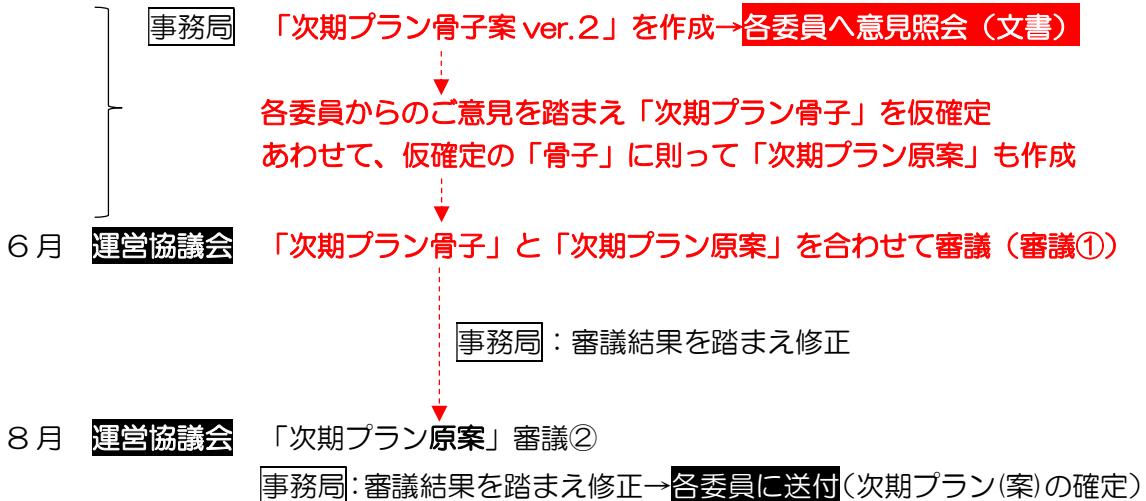 事務局 「次期プラン骨子案 ver.2」を作成→各委員へ意見照会（文書）
各委員からのご意見を踏まえ「次期プラン骨子」を仮確定
あわせて、仮確定の「骨子」に則って「次期プラン原案」も作成
６月 運営協議会 「次期プラン骨子」と「次期プラン原案」を合わせて審議（審議①）
事務局：審議結果を踏まえ修正
８月 運営協議会 「次期プラン原案」審議②
事務局：審議結果を踏まえ修正→各委員に送付(次期プラン(案)の確定)